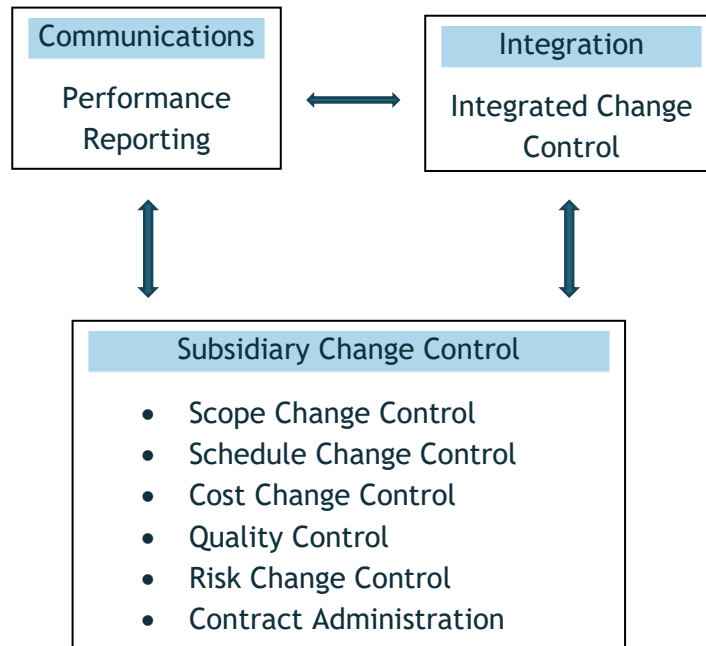 Communications
Performance
Reporting
Integration
Integrated Change
Control
Subsidiary Change Control
• Scope Change Control
• Schedule Change Control
• Cost Change Control
• Quality Control
• Risk Change Control
• Contract Administration